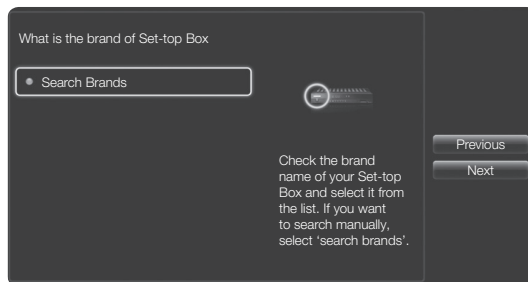 What is the brand of Set-top Box
Search Brands
Check the brand
name of your Set-top
Box and select it from
the list. If you want
to search manually,
select ‘search brands’.
Previous
Next